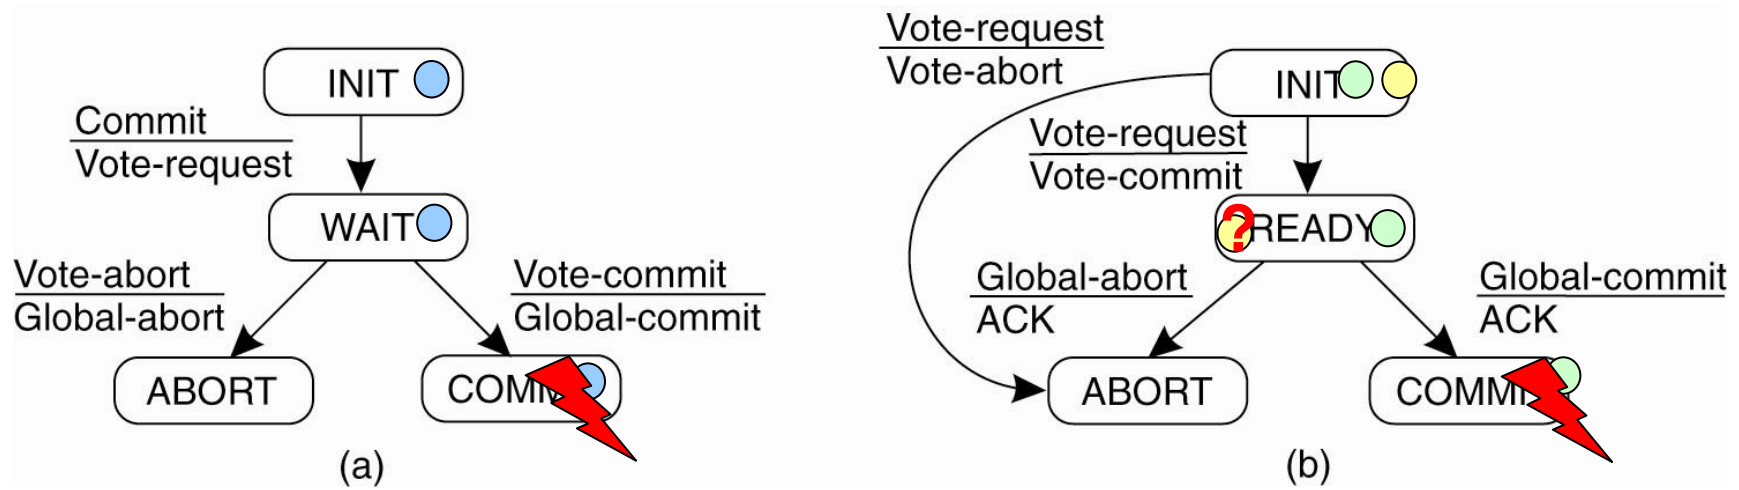 INIT
Commit
Vote-request
WAIT
Vote-abort
Global-abort
Vote-commit
Global-commit
ABORT
(a)
Vote-request
Vote-abort
INIT
Vote-request
Vote-commit
?
READY
Global-abort
ACK
Global-commit
ACK
ABORT
(b)